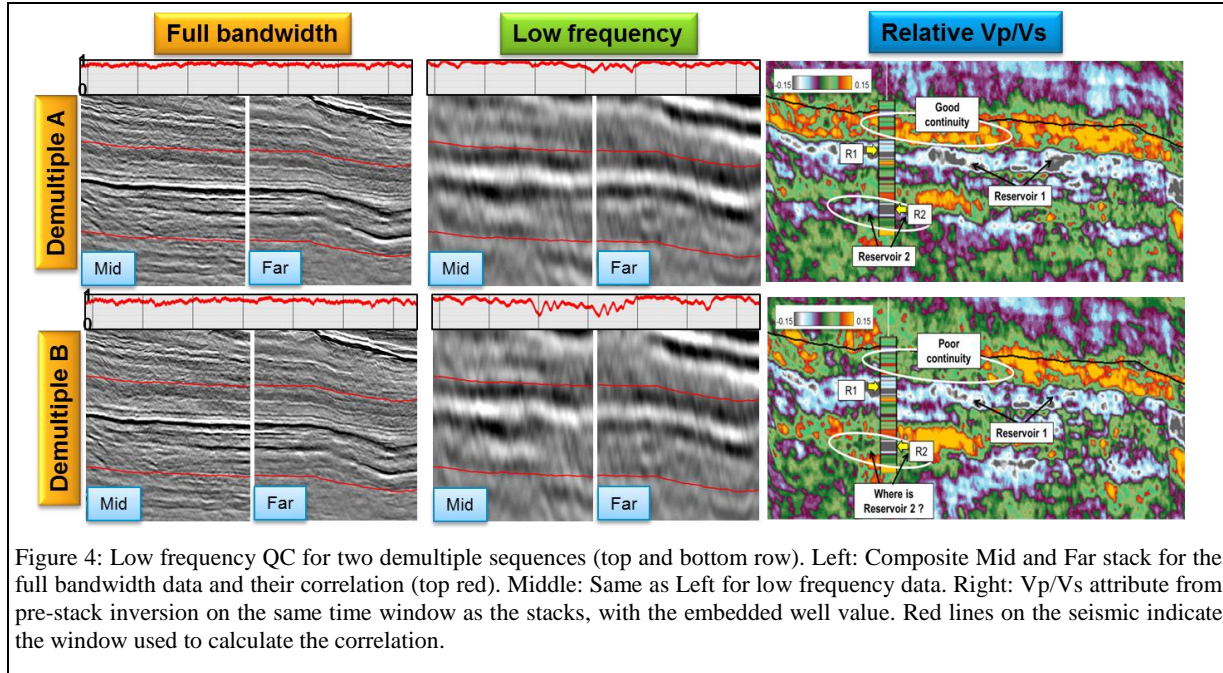 Full bandwidth
Low frequency
Relative Vp/Vs
Demultiple A
1
0
Mid
Far
Mid
Far
-0.15 0.15
Good
continuity
R1
Reservoir 1
R2
Reservoir 2
Demultiple B
1
0
Mid
Far
Mid
Far
-0.15 0.15
Poor
continuity
R1
Reservoir 1
R2
Where is
Reservoir 2 ?
Figure 4: Low frequency QC for two demultiple sequences (top and bottom row). Left: Composite Mid and Far stack for the
full bandwidth data and their correlation (top red). Middle: Same as Left for low frequency data. Right: Vp/Vs attribute from
pre-stack inversion on the same time window as the stacks, with the embedded well value. Red lines on the seismic indicate
the window used to calculate the correlation.